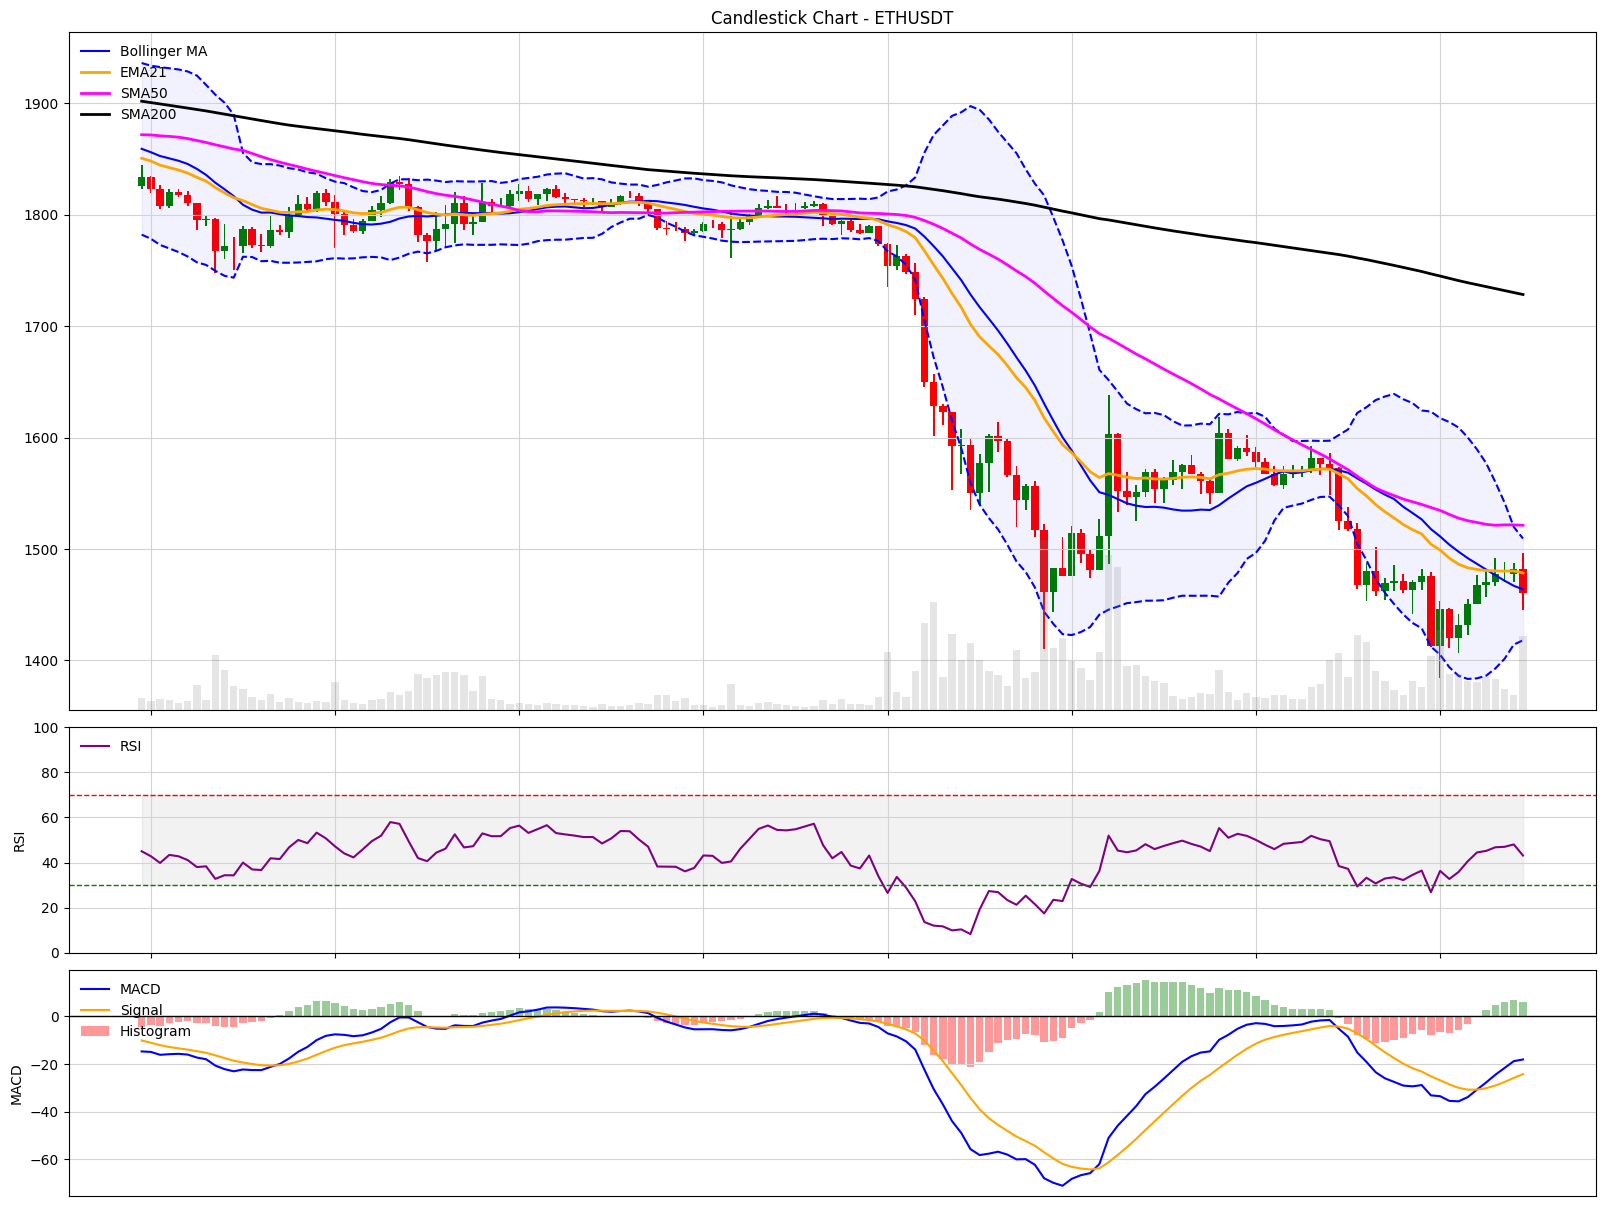 Candlestick Chart - ETHUSDT
Bollinger MA
EMA21
SMA50
SMA200
1900
1800
1700
1600
1500
1400
RSI
100
80
60
40
20
0
RSI
MACD
Signal
Histogram
0
−20
−40
−60
MACD